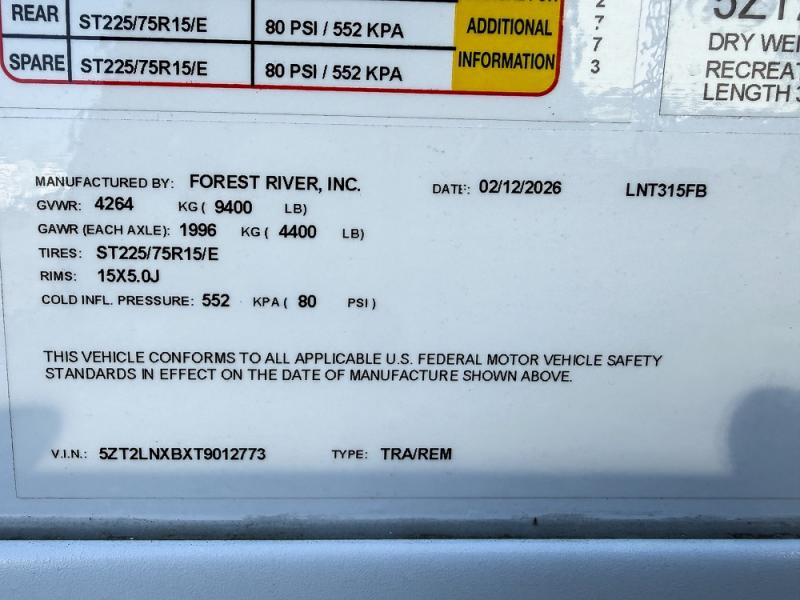 REAR ST225/75R15/E 80 PSI / 552 KPA ADDITIONAL
SPARE ST225/75R15/E 80 PSI / 552 KPA INFORMATION
2
7
7
3
DRY WEI
RECREAT
LENGTH 3
MANUFACTURED BY: FOREST RIVER, INC. DATE: 02/12/2026 LNT315FB
GVWR: 4264 KG ( 9400 LB)
GAWR (EACH AXLE): 1996 KG ( 4400 LB)
TIRES: ST225/75R15/E
RIMS: 15X5.0J
COLD INFL. PRESSURE: 552 KPA ( 80 PSI )
THIS VEHICLE CONFORMS TO ALL APPLICABLE U.S. FEDERAL MOTOR VEHICLE SAFETY
STANDARDS IN EFFECT ON THE DATE OF MANUFACTURE SHOWN ABOVE.
V.I.N.: 5ZT2LNXBXT9012773 TYPE: TRA/REM